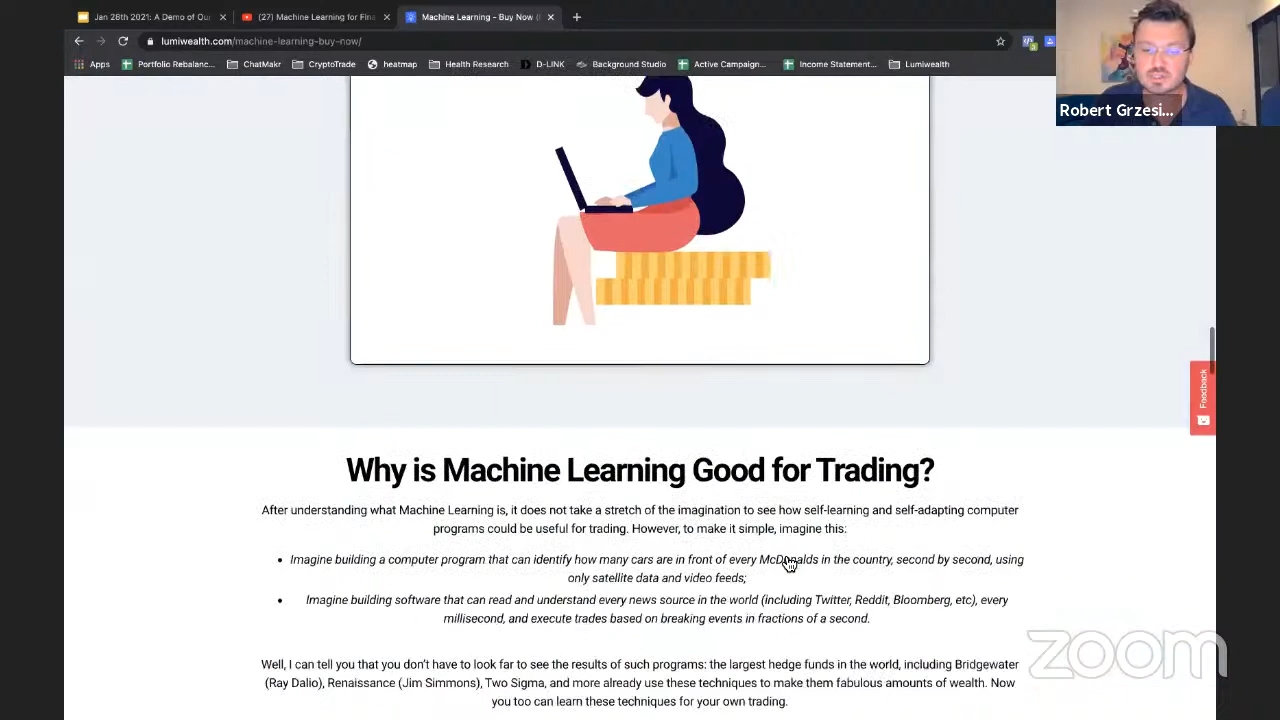 Jan 28th 2021: A Demo of Our
(27) Machine Learning for Fina
Machine Learning - Buy Now (
lumiwealth.com/machine-learning-buy-now/
Apps
Portfolio Rebalanc...
ChatMakr
CryptoTrade
heatmap
Health Research
D-LINK
Background Studio
Active Campaign...
Income Statement...
Lumiwealth
Robert Grzesi...
Feedback
Why is Machine Learning Good for Trading?
After understanding what Machine Learning is, it does not take a stretch of the imagination to see how self-learning and self-adapting computer
programs could be useful for trading. However, to make it simple, imagine this:
• Imagine building a computer program that can identify how many cars are in front of every McDonalds in the country, second by second, using
only satellite data and video feeds;
• Imagine building software that can read and understand every news source in the world (including Twitter, Reddit, Bloomberg, etc), every
millisecond, and execute trades based on breaking events in fractions of a second.
zoom
Well, I can tell you that you don't have to look far to see the results of such programs: the largest hedge funds in the world, including Bridgewater
(Ray Dalio), Renaissance (Jim Simmons), Two Sigma, and more already use these techniques to make them fabulous amounts of wealth. Now
you too can learn these techniques for your own trading.